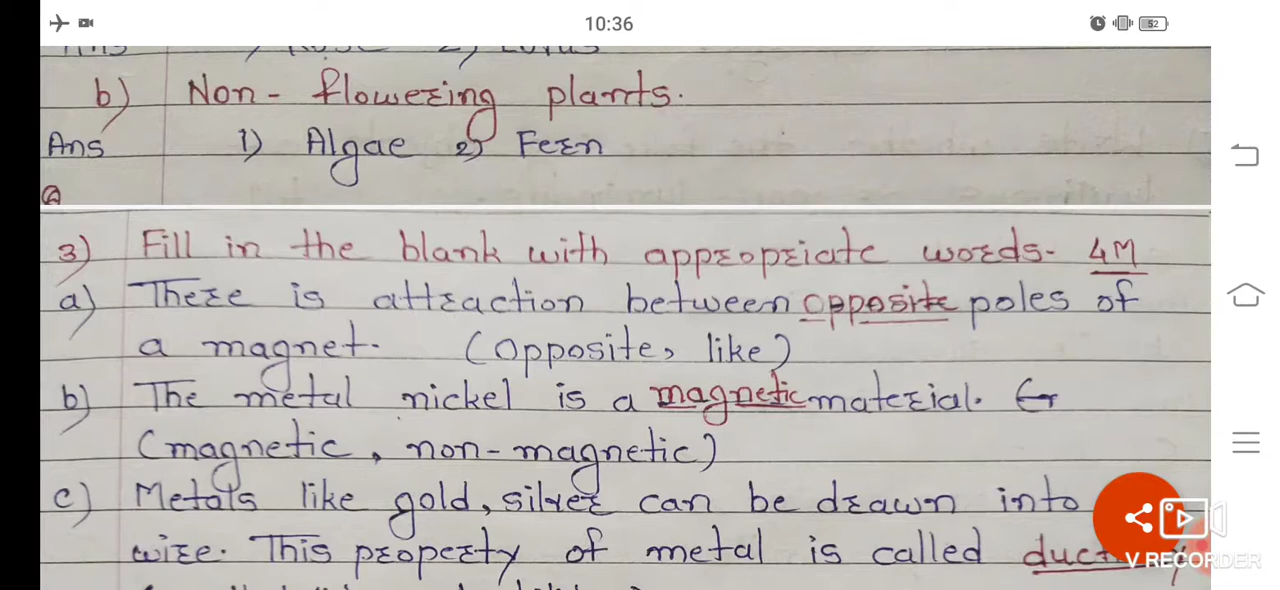 10:36
52
b) Non- flowering plants.
Ans 1) Algae 2) Fern
Q
3) Fill in the blank with appropriate words- 4M
a) There is attraction between opposite poles of
a magnet. (opposite, like)
b) The metal nickel is a magnetic material.
(magnetic, non-magnetic)
c) Metals like gold, silver can be drawn into
wire. This property of metal is called
V RECORDER